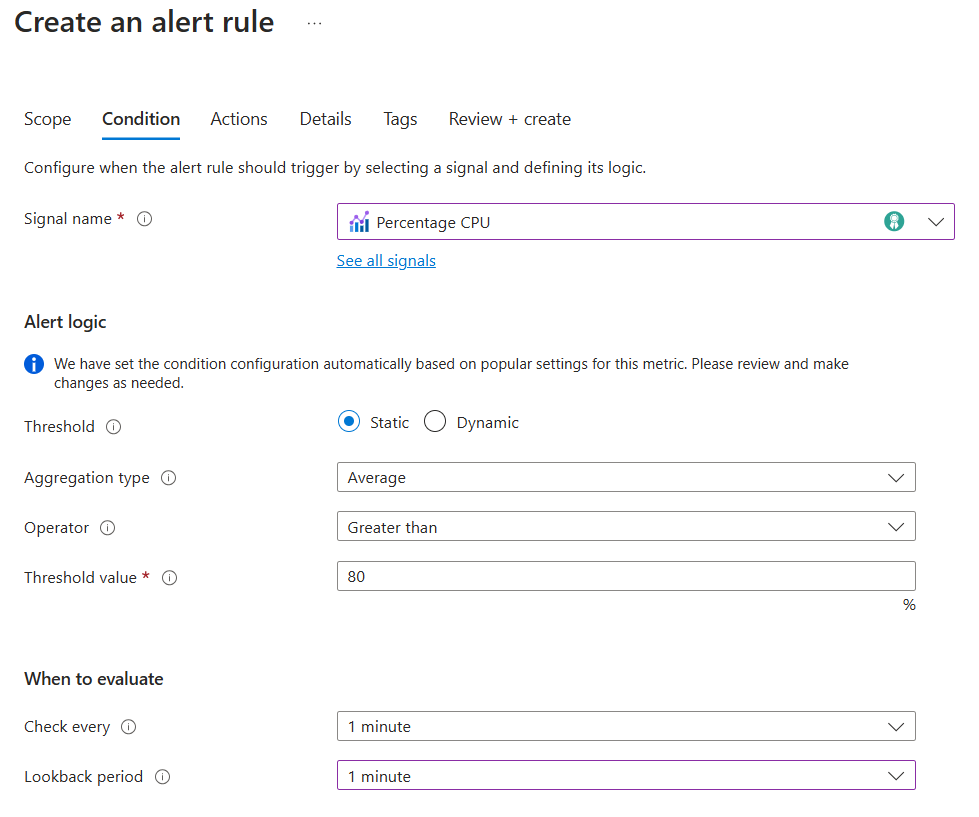 Create an alert rule ...
Scope Condition Actions Details Tags Review + create
Configure when the alert rule should trigger by selecting a signal and defining its logic.
Signal name *
Percentage CPU
See all signals
Alert logic
We have set the condition configuration automatically based on popular settings for this metric. Please review and make
changes as needed.
Threshold
Static Dynamic
Aggregation type
Average
Operator
Greater than
Threshold value *
80
%
When to evaluate
Check every
1 minute
Lookback period
1 minute